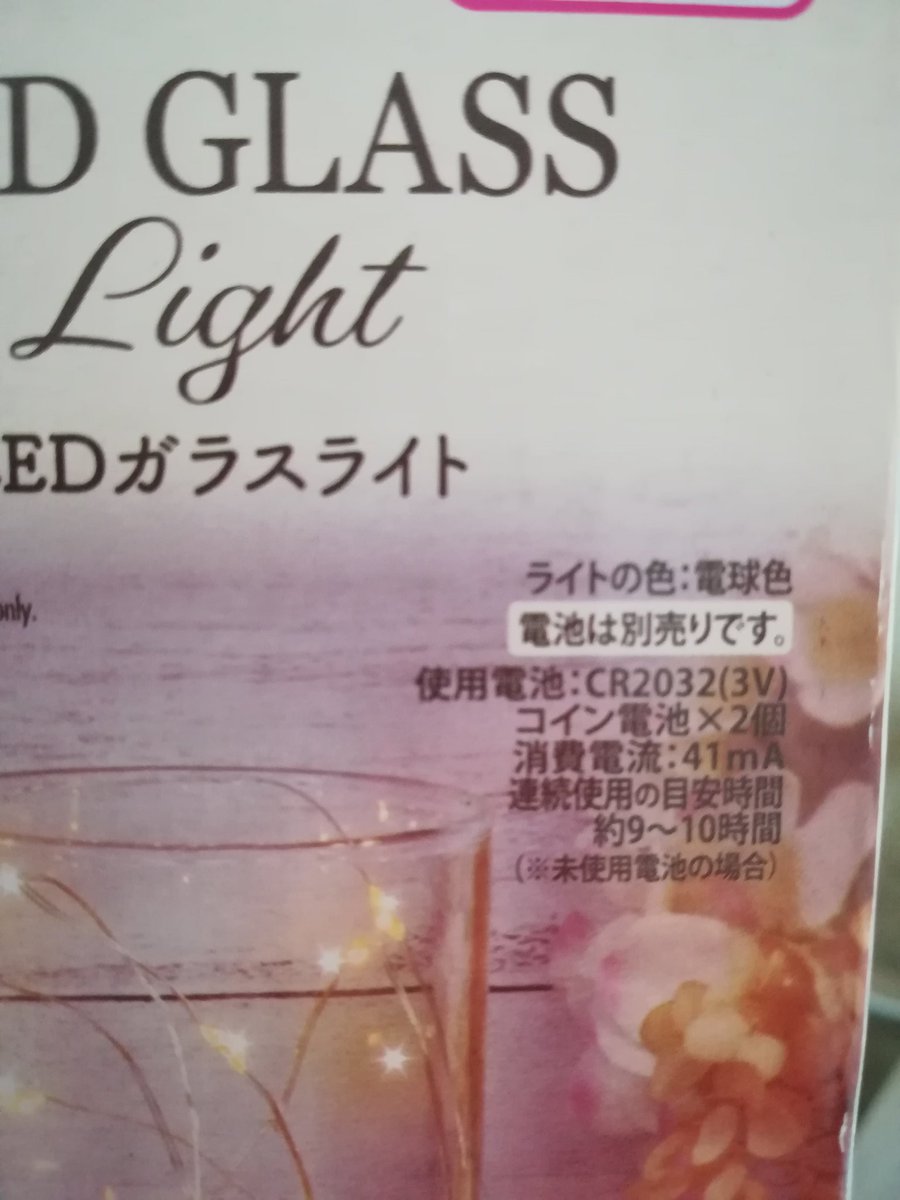 D GLASS
Light
EDガラスライト
only.
ライトの色：電球色
電池は別売りです。
使用電池：CR2032(3V)
コイン電池×2個
消費電流：41mA
連続使用の目安時間
約9～10時間
(※未使用電池の場合)